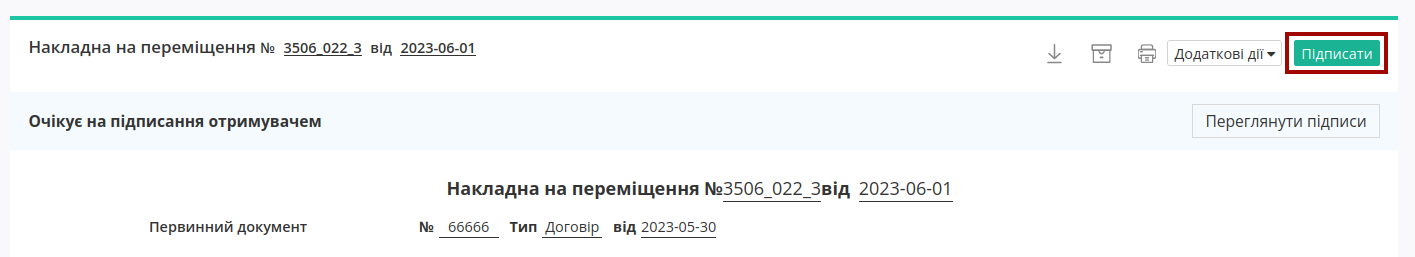 Накладна на переміщення № 3506_022_3 від 2023-06-01
Додаткові дії Підписати
Очікує на підписання отримувачем Переглянути підписи
Накладна на переміщення №3506_022_3від 2023-06-01
Первинний документ № 66666 Тип Договір від 2023-05-30